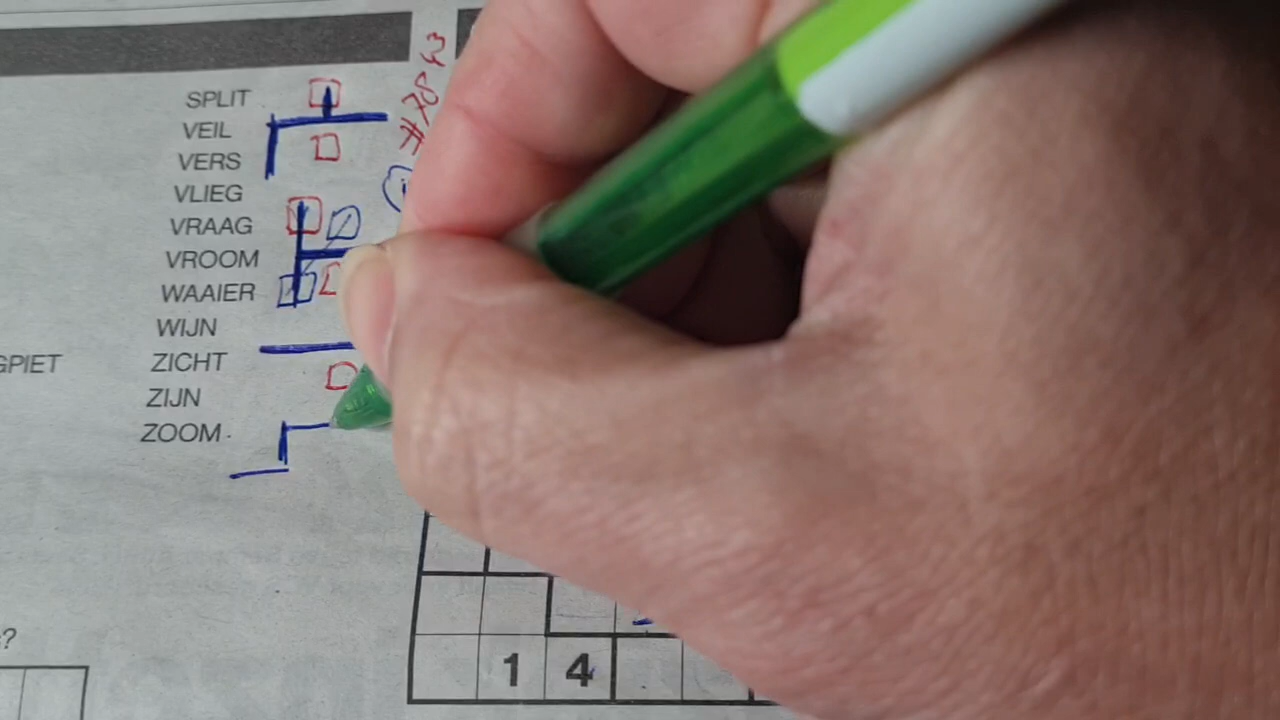 SPLIT
VEIL
VERS
VLIEG
VRAAG
VROOM
WAAIER
WIJN
GPIET ZICHT
ZIJN
ZOOM
?
1 4